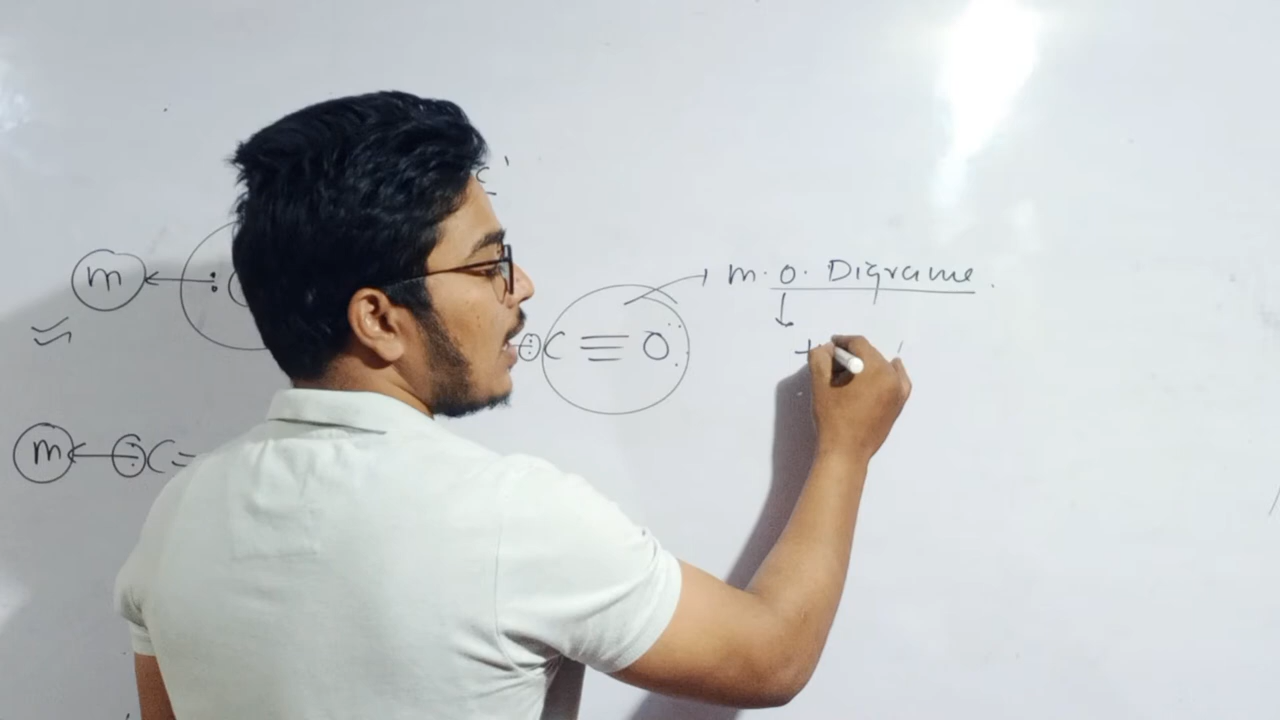 m
:C≡O:
m.O. Digrame.
m :C=